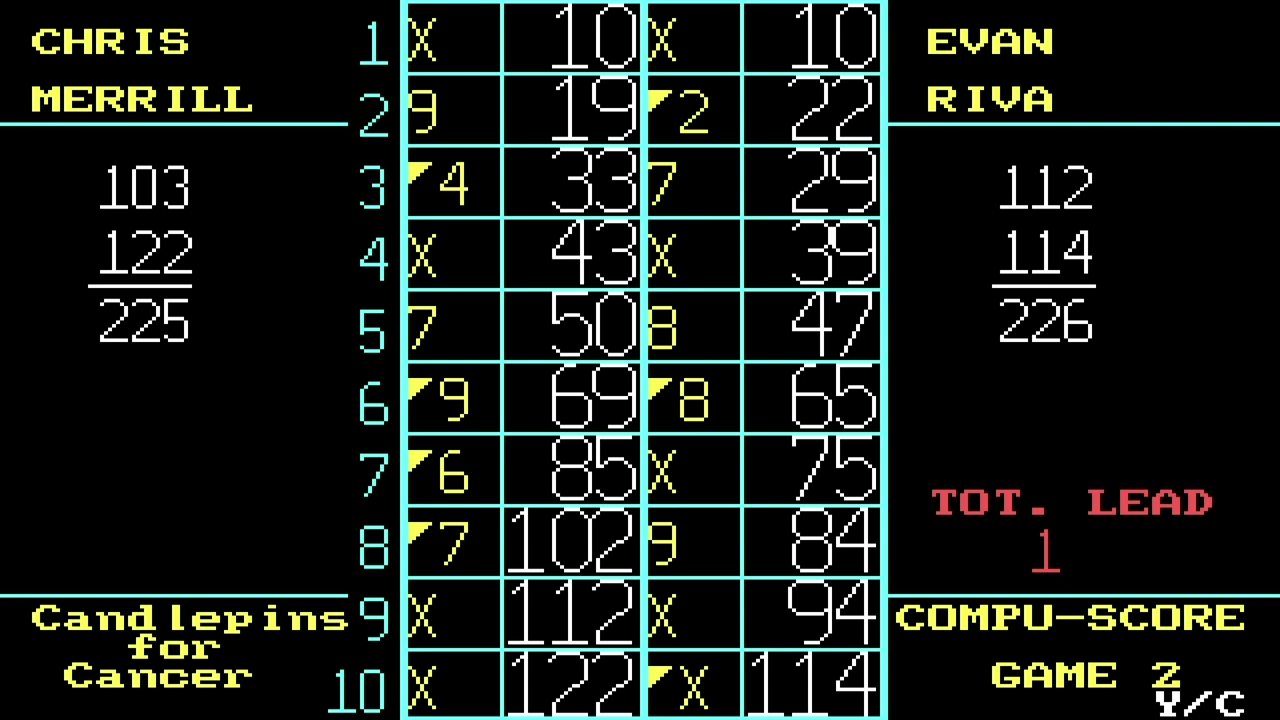 CHRIS
MERRILL
103
122
225
Candlepins
for
Cancer
1 X 10 X 10
2 9 19 2 22
3 4 33 7 29
4 X 43 X 39
5 7 50 8 47
6 9 69 8 65
7 6 85 X 75
8 7 102 9 84
9 X 112 X 94
10 X 122 X 114
EVAN
RIVA
112
114
226
TOT. LEAD
1
COMPU-SCORE
GAME 2
Y/C